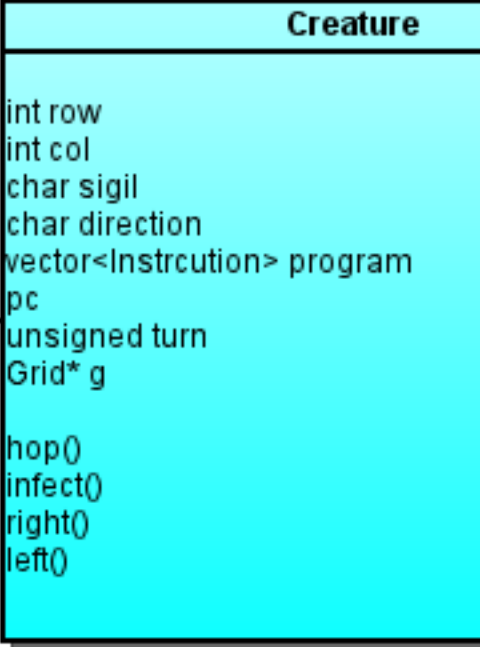 Creature
int row
int col
char sigil
char direction
vector<Instrcution> program
pc
unsigned turn
Grid* g
hop()
infect()
right()
left()